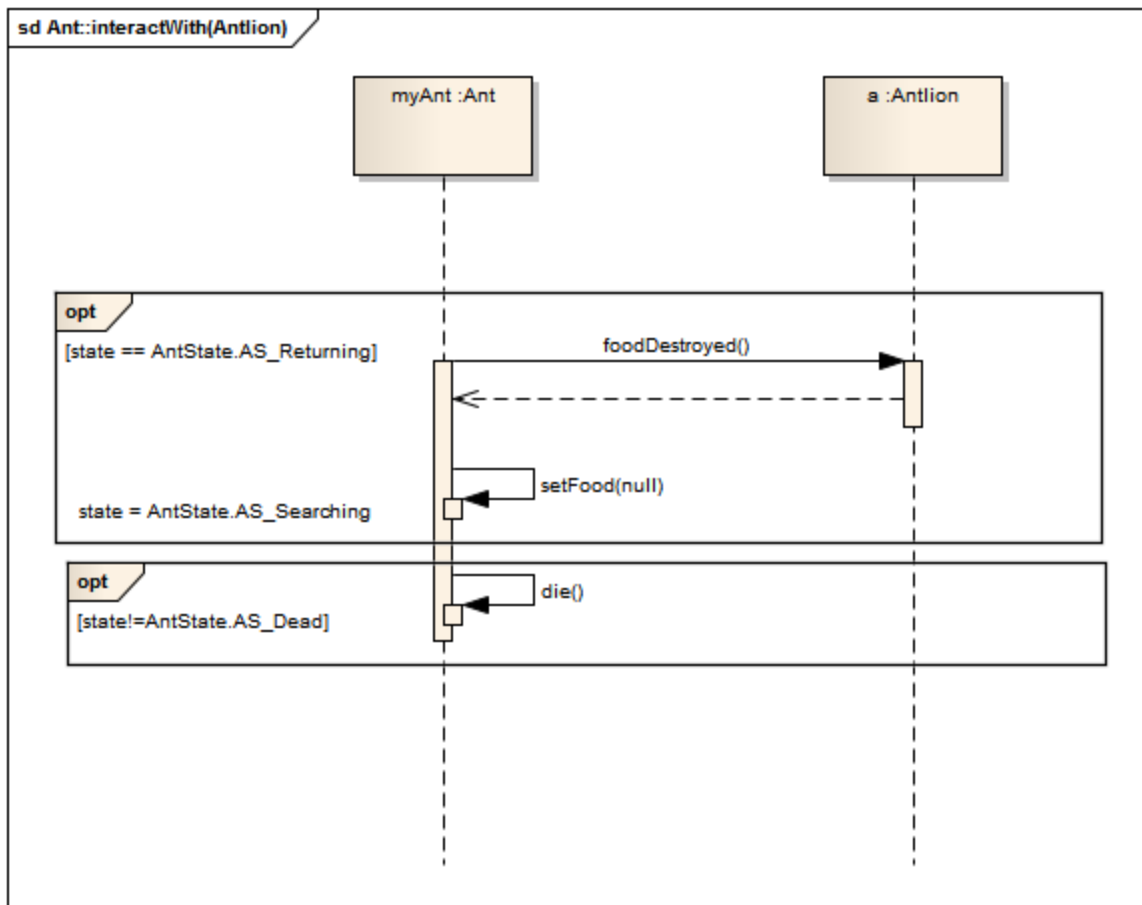 sd Ant::interactWith(Antlion)
myAnt :Ant
a :Antlion
opt
[state == AntState.AS_Returning]
foodDestroyed()
setFood(null)
state = AntState.AS_Searching
opt
die()
[state!=AntState.AS_Dead]